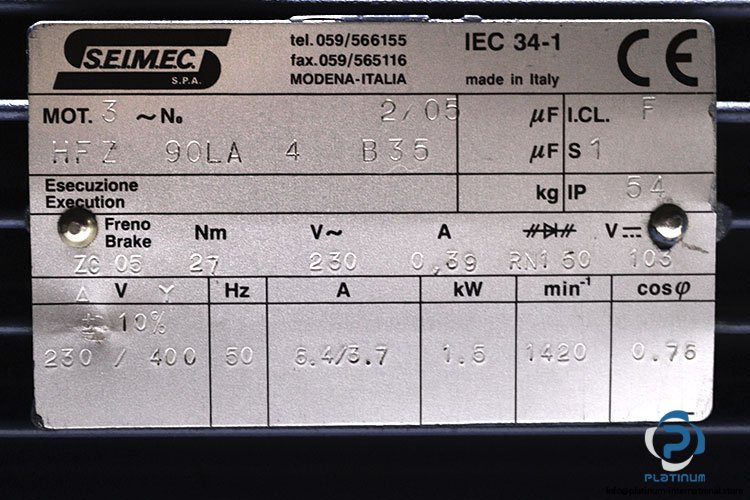 S.E.I.M.E.C.
S.P.A.
tel. 059/566155
fax. 059/565116
MODENA-ITALIA
IEC 34-1
made in Italy
CE
MOT. 3 ~ No 2/05 µF I.CL. F
HFZ 90LA 4 B35 µF S 1
Esecuzione
Execution
kg IP 54
Freno
Brake
Nm V~ A V
ZG 05 27 230 0,39 RN1 50 103
Δ V Y Hz A kW min-1 cosφ
± 10%
230 / 400 50 6.4/3.7 1.5 1420 0.76
PLATINUM